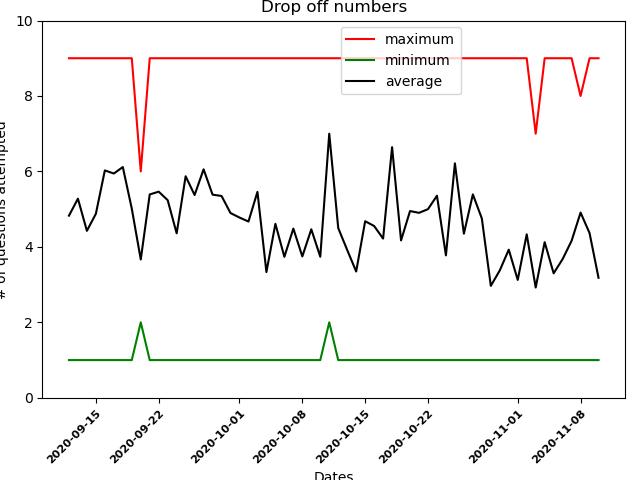 Drop off numbers
maximum
minimum
average
10
8
6
4
2
0
# of questions attempted
2020-09-15
2020-09-22
2020-10-01
2020-10-08
2020-10-15
2020-10-22
2020-11-01
2020-11-08
Dates